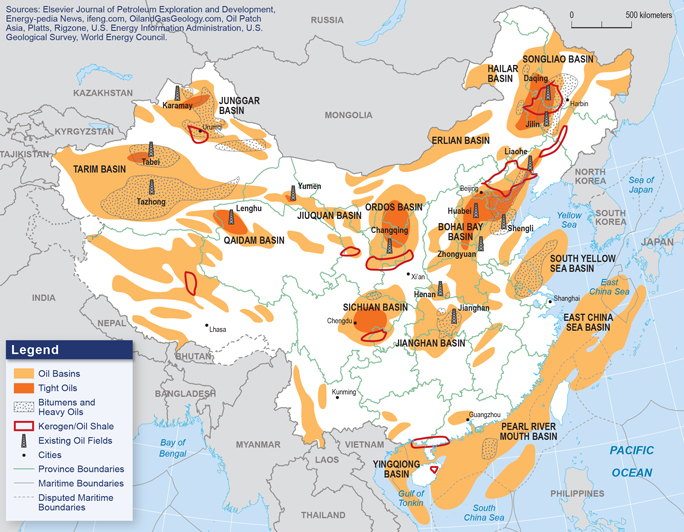 Sources: Elsevier Journal of Petroleum Exploration and Development,
Energy-pedia News, ifeng.com, OilandGasGeology.com, Oil Patch
Asia, Platts, Rigzone, U.S. Energy Information Administration, U.S.
Geological Survey, World Energy Council.
0 500 kilometers
RUSSIA
SONGLIAO BASIN
HAILAR
BASIN
Daqing
KAZAKHSTAN
Karamay
JUNGGAR
BASIN
Harbin
MONGOLIA
Jilin
Urumqi
KYRGYZSTAN
ERLIAN BASIN
Liaohe
TAJIKISTAN
Tabei
TARIM BASIN
NORTH
KOREA
Sea of
Japan
Yumen
Beijing
Tazhong
Lenghu
JIUQUAN BASIN
ORDOS BASIN
Huabei
SOUTH
KOREA
Yellow
Sea
Changqing
BOHAI BAY
BASIN
Shengli
JAPAN
QAIDAM BASIN
Zhongyuan
SOUTH YELLOW
SEA BASIN
Xi'an
East
China Sea
Henan
Shanghai
INDIA
SICHUAN BASIN
Jianghan
Chengdu
EAST CHINA
SEA BASIN
NEPAL
Lhasa
JIANGHAN BASIN
BHUTAN
BANGLADESH
Kunming
Guangzhou
PEARL RIVER
MOUTH BASIN
MYANMAR
VIETNAM
Bay of
Bengal
LAOS
YINGQIONG
BASIN
PACIFIC
OCEAN
Gulf of
Tonkin
PHILIPPINES
South
China Sea
THAILAND
Legend
Oil Basins
Tight Oils
Bitumens and
Heavy Oils
Kerogen/Oil Shale
Existing Oil Fields
Cities
Province Boundaries
Maritime Boundaries
Disputed Maritime
Boundaries